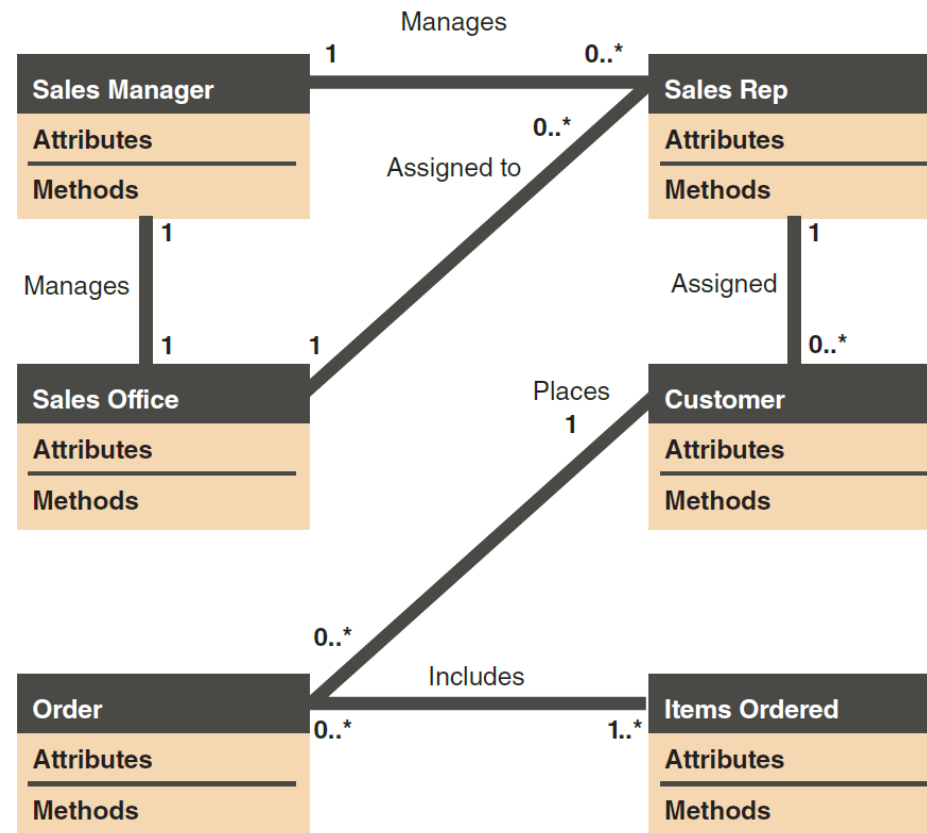 Manages
1 0..*
Sales Manager
Attributes
Methods
Sales Rep
Attributes
Methods
0..*
Assigned to
1
1
Manages
1
Assigned
1
0..*
Sales Office
Attributes
Methods
Places
1
Customer
Attributes
Methods
0..*
Includes
0..* 1..*
Order
Attributes
Methods
Items Ordered
Attributes
Methods